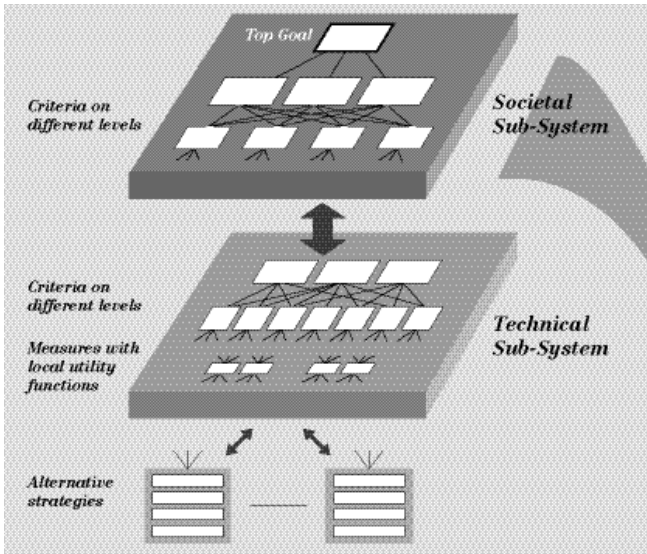 Top Goal
Criteria on
different levels
Societal
Sub-System
Criteria on
different levels
Measures with
local utility
functions
Technical
Sub-System
Alternative
strategies